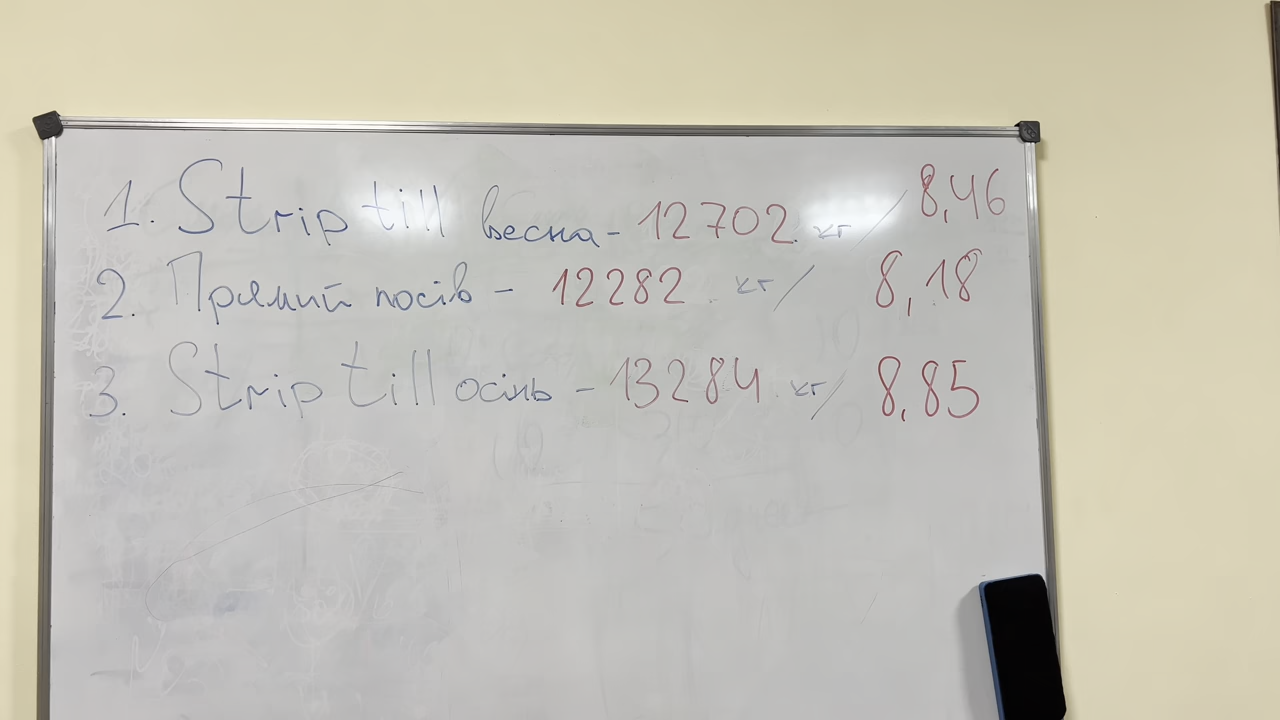 1. Strip till весна - 12702 кг / 8,46
2. Прямий посів - 12282 кг / 8,18
3. Strip till осінь - 13284 кг / 8,85